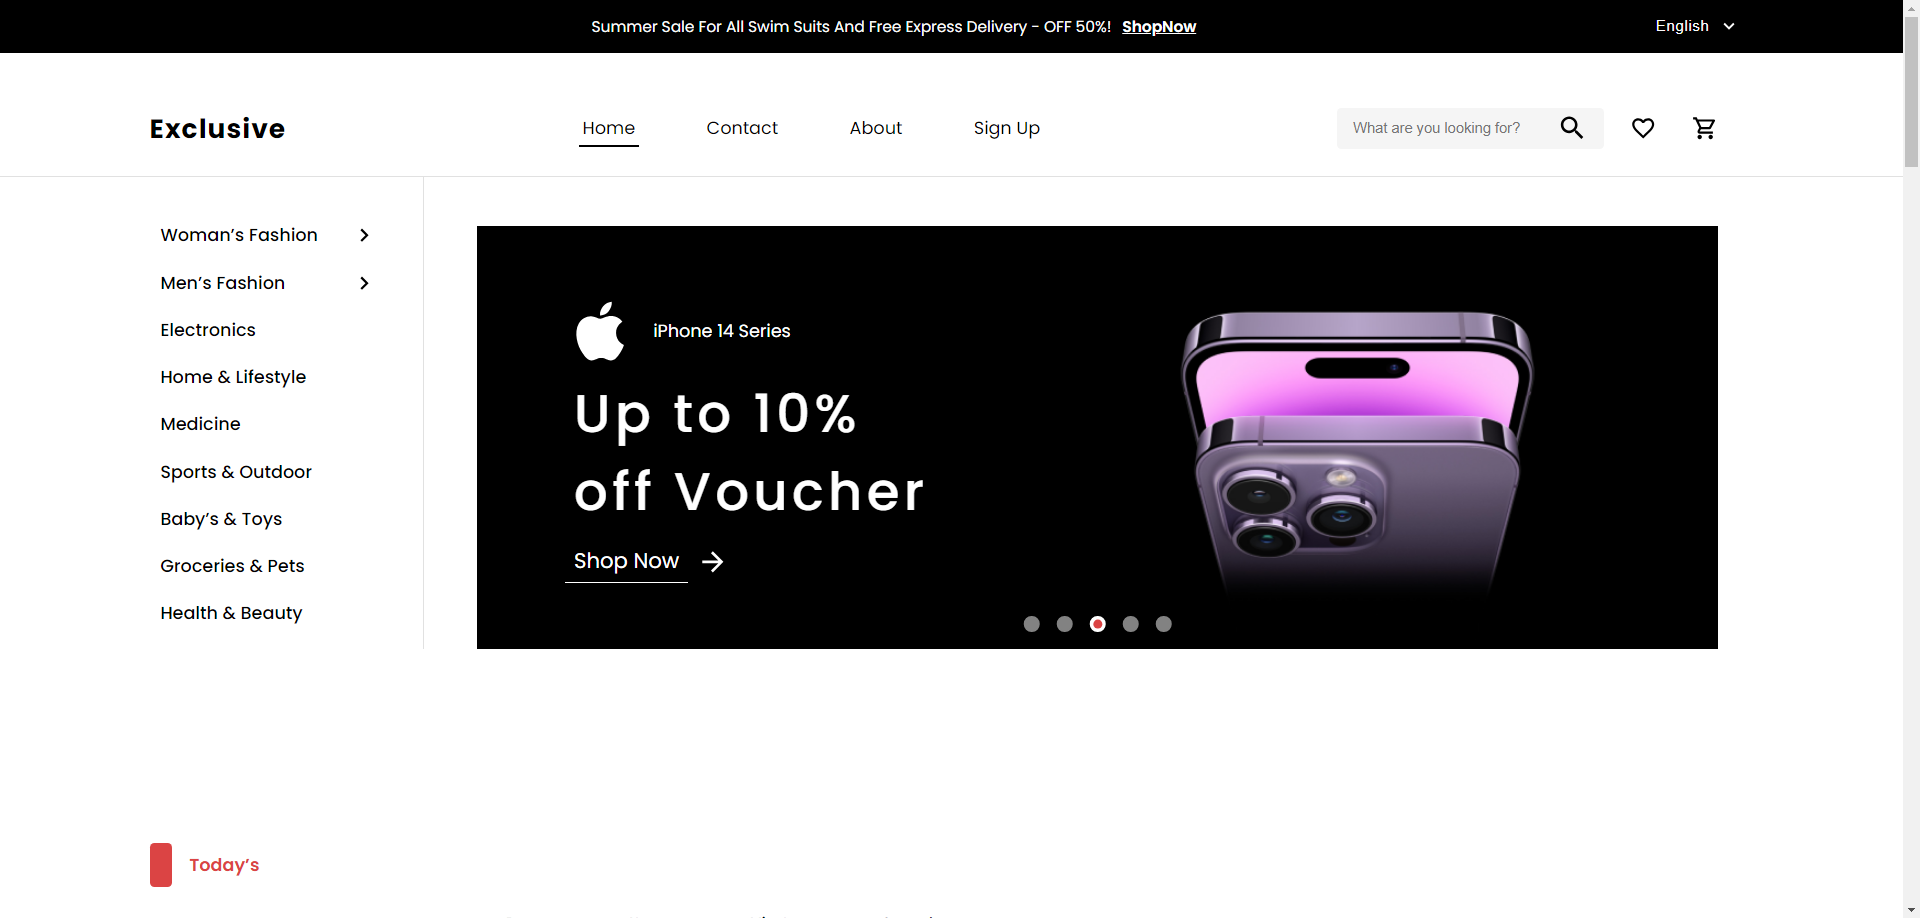 Summer Sale For All Swim Suits And Free Express Delivery - OFF 50%! ShopNow
English
Exclusive
Home
Contact
About
Sign Up
What are you looking for?
Woman’s Fashion
Men’s Fashion
Electronics
Home & Lifestyle
Medicine
Sports & Outdoor
Baby’s & Toys
Groceries & Pets
Health & Beauty
iPhone 14 Series
Up to 10%
off Voucher
Shop Now
Today’s